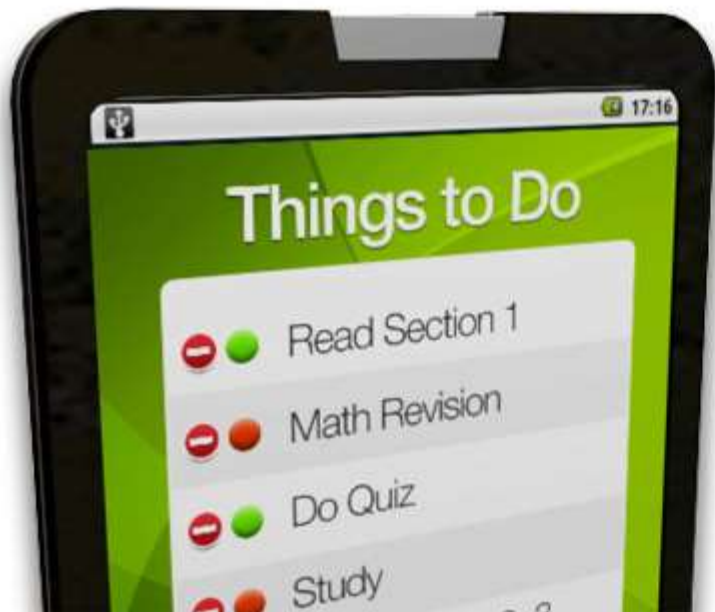 17:16
Things to Do
Read Section 1
Math Revision
Do Quiz
Study